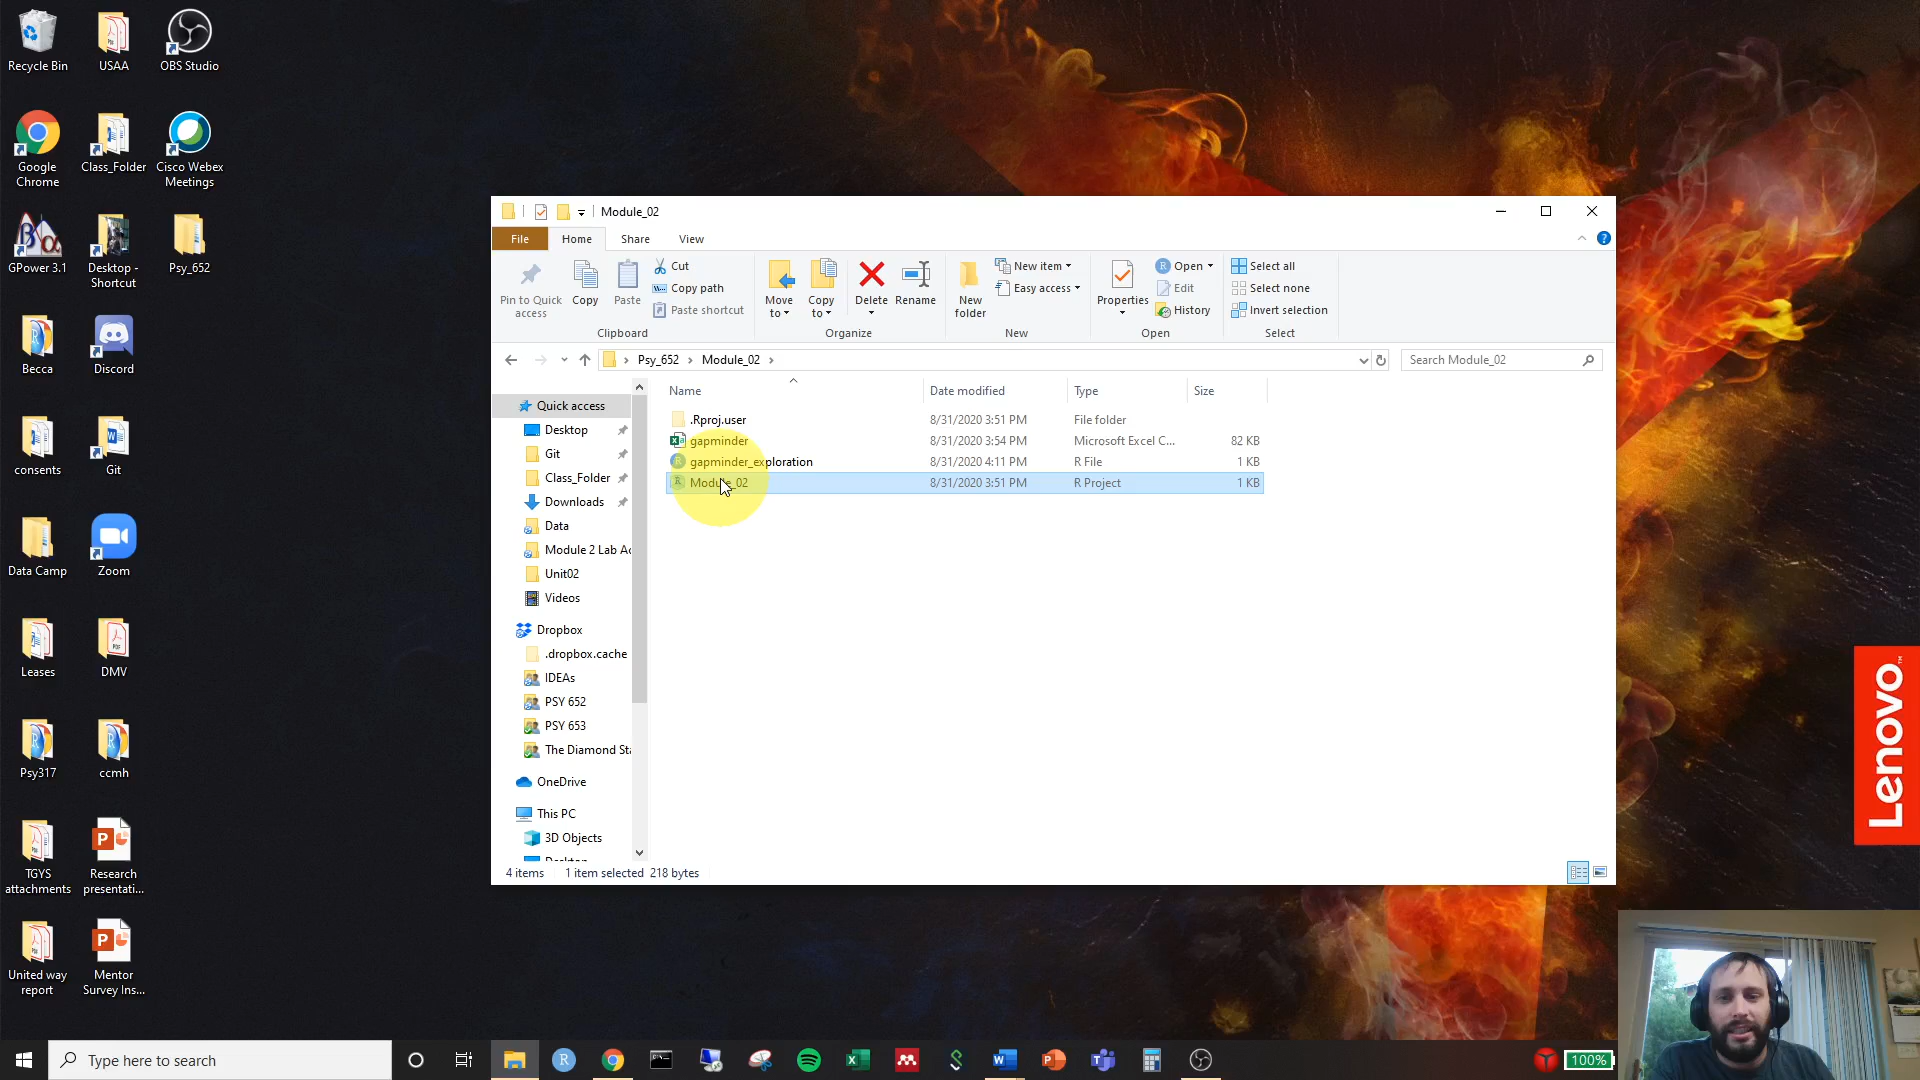 Recycle Bin
USAA
OBS Studio
Google Chrome
Class_Folder
Cisco Webex Meetings
GPower 3.1
Desktop - Shortcut
Psy_652
Becca
Discord
consents
Git
Data Camp
Zoom
Leases
DMV
Psy317
ccmh
TGYS attachments
Research presentati...
United way report
Mentor Survey Ins...
Module_02
File Home Share View
Pin to Quick access
Copy
Paste
Cut
Copy path
Paste shortcut
Clipboard
Move to
Copy to
Delete
Rename
Organize
New folder
New item
Easy access
New
Properties
Open
Edit
History
Open
Select all
Select none
Invert selection
Select
Psy_652 Module_02
Search Module_02
Name Date modified Type Size
.Rproj.user 8/31/2020 3:51 PM File folder
gapminder 8/31/2020 3:54 PM Microsoft Excel C... 82 KB
gapminder_exploration 8/31/2020 4:11 PM R File 1 KB
Module_02 8/31/2020 3:51 PM R Project 1 KB
Quick access
Desktop
Git
Class_Folder
Downloads
Data
Module 2 Lab Ac
Unit02
Videos
Dropbox
.dropbox.cache
IDEAs
PSY 652
PSY 653
The Diamond Sta
OneDrive
This PC
3D Objects
Desktop
4 items 1 item selected 218 bytes
Lenovo
Type here to search
100%